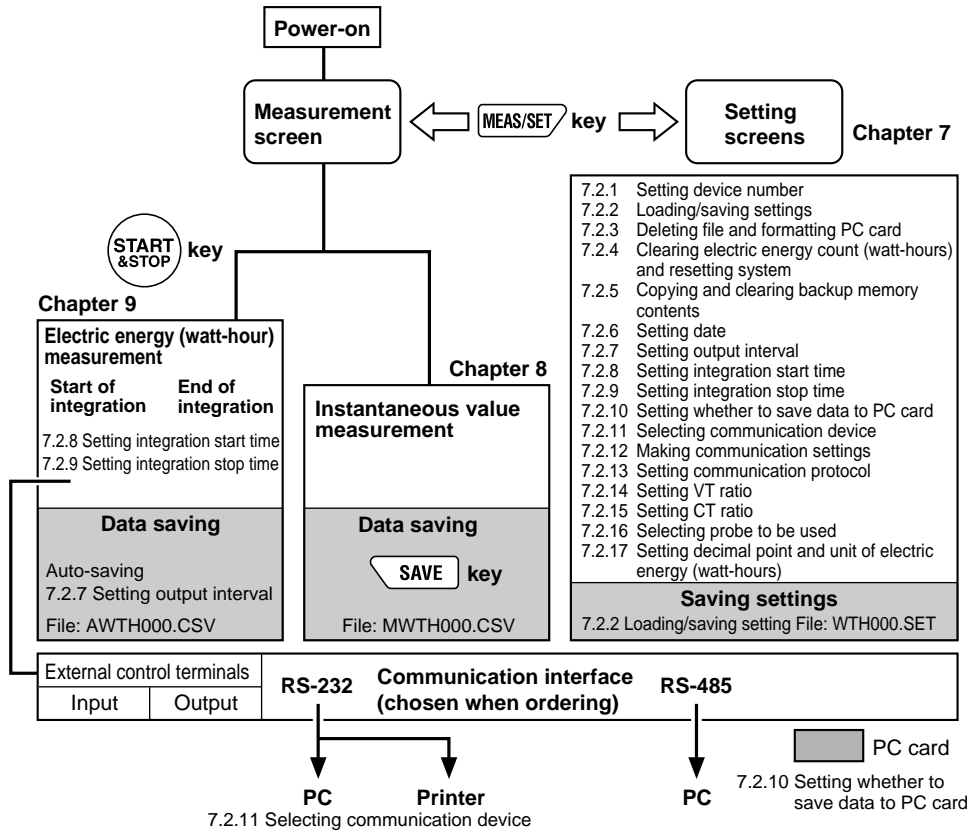 Power-on
Measurement
screen
MEAS/SET key
Setting
screens
Chapter 7
START
&STOP
key
Chapter 9
Electric energy (watt-hour)
measurement
Start of
integration
End of
integration
7.2.8 Setting integration start time
7.2.9 Setting integration stop time
Data saving
Auto-saving
7.2.7 Setting output interval
File: AWTH000.CSV
Chapter 8
Instantaneous value
measurement
Data saving
SAVE key
File: MWTH000.CSV
7.2.1 Setting device number
7.2.2 Loading/saving settings
7.2.3 Deleting file and formatting PC card
7.2.4 Clearing electric energy count (watt-hours)
and resetting system
7.2.5 Copying and clearing backup memory
contents
7.2.6 Setting date
7.2.7 Setting output interval
7.2.8 Setting integration start time
7.2.9 Setting integration stop time
7.2.10 Setting whether to save data to PC card
7.2.11 Selecting communication device
7.2.12 Making communication settings
7.2.13 Setting communication protocol
7.2.14 Setting VT ratio
7.2.15 Setting CT ratio
7.2.16 Selecting probe to be used
7.2.17 Setting decimal point and unit of electric
energy (watt-hours)
Saving settings
7.2.2 Loading/saving setting File: WTH000.SET
External control terminals
Input
Output
RS-232
Communication interface
(chosen when ordering)
RS-485
PC
Printer
7.2.11 Selecting communication device
PC
PC card
7.2.10 Setting whether to
save data to PC card